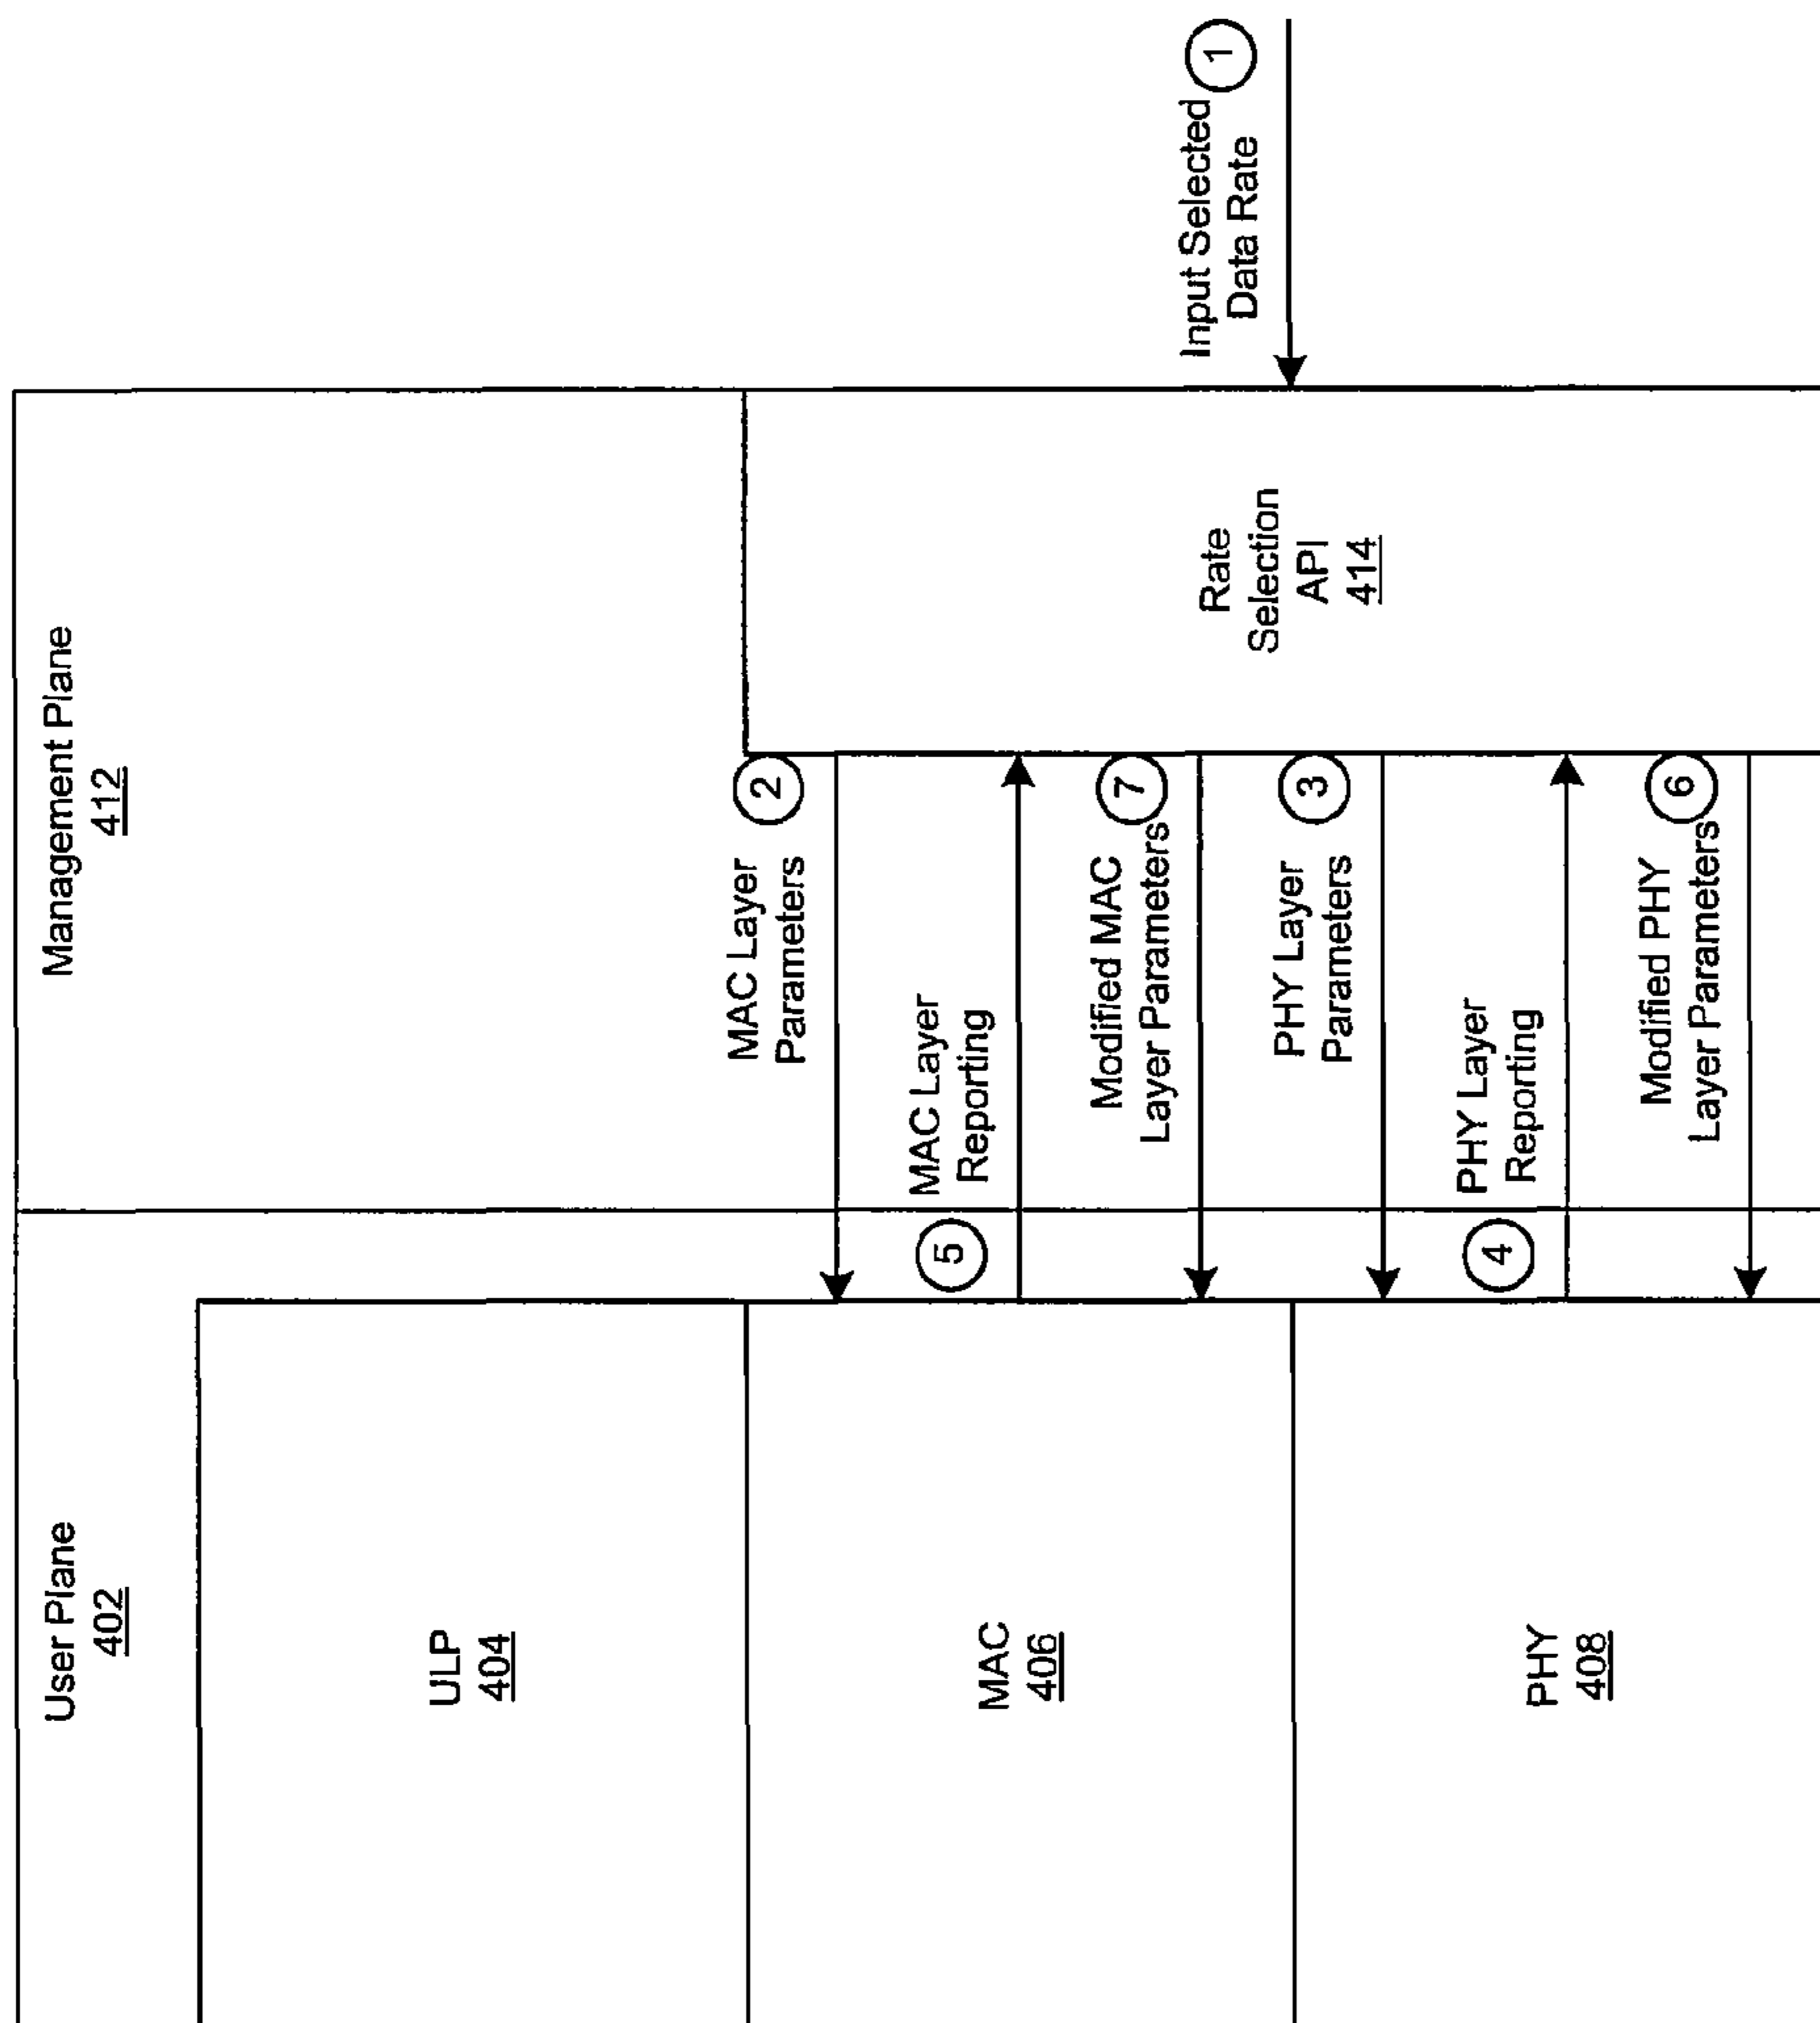 User Plane
402
Management Plane
412
ULP
404
MAC
406
PHY
408
MAC Layer
Parameters
2
MAC Layer
Reporting
5
Modified MAC
Layer Parameters
7
PHY Layer
Parameters
3
PHY Layer
Reporting
4
Modified PHY
Layer Parameters
6
Rate
Selection
API
414
Input Selected
Data Rate
1